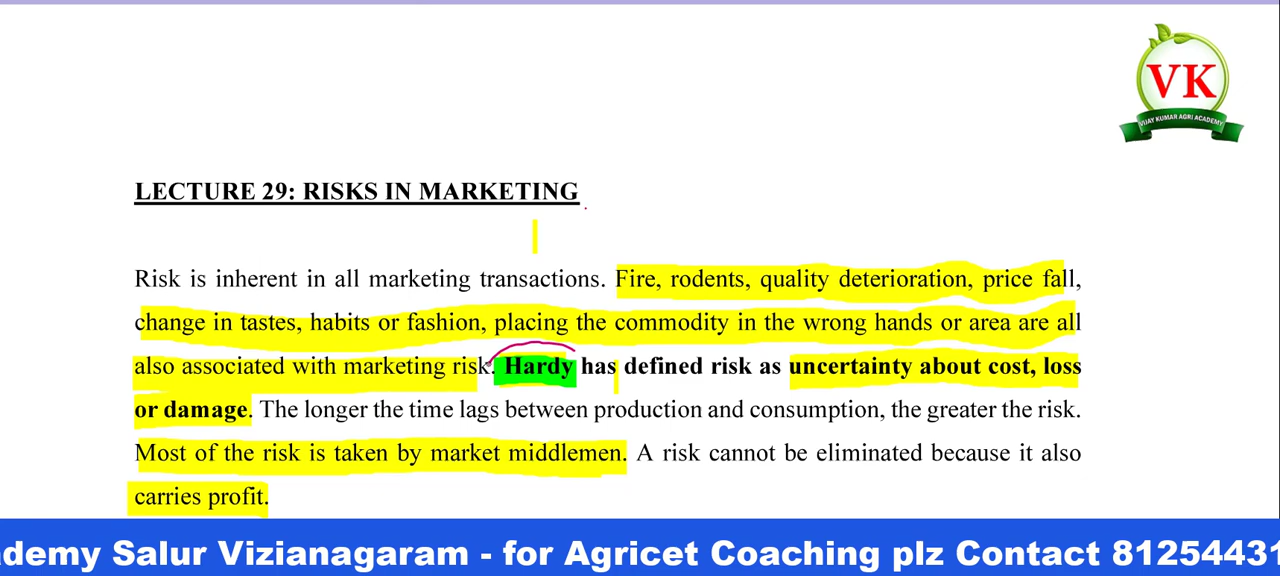 VK
VIJAY KUMAR AGRI ACADEMY
LECTURE 29: RISKS IN MARKETING
Risk is inherent in all marketing transactions. Fire, rodents, quality deterioration, price fall,
change in tastes, habits or fashion, placing the commodity in the wrong hands or area are all
also associated with marketing risk. Hardy has defined risk as uncertainty about cost, loss
or damage. The longer the time lags between production and consumption, the greater the risk.
Most of the risk is taken by market middlemen. A risk cannot be eliminated because it also
carries profit.
demy Salur Vizianagaram - for Agricet Coaching plz Contact 81254431